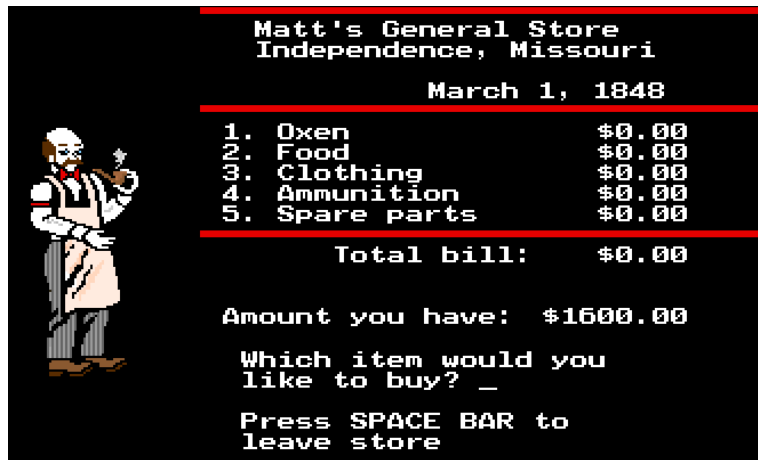 Matt's General Store
Independence, Missouri
March 1, 1848
1. Oxen $0.00
2. Food $0.00
3. Clothing $0.00
4. Ammunition $0.00
5. Spare parts $0.00
Total bill: $0.00
Amount you have: $1600.00
Which item would you
like to buy? _
Press SPACE BAR to
leave store